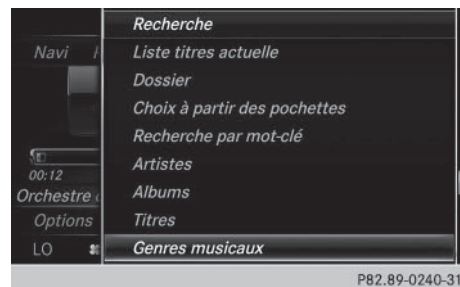 Recherche
Navi
Liste titres actuelle
Dossier
Choix à partir des pochettes
Recherche par mot-clé
Artistes
00:12
Albums
Orchestre
Options
Titres
LO
Genres musicaux
P82.89-0240-31